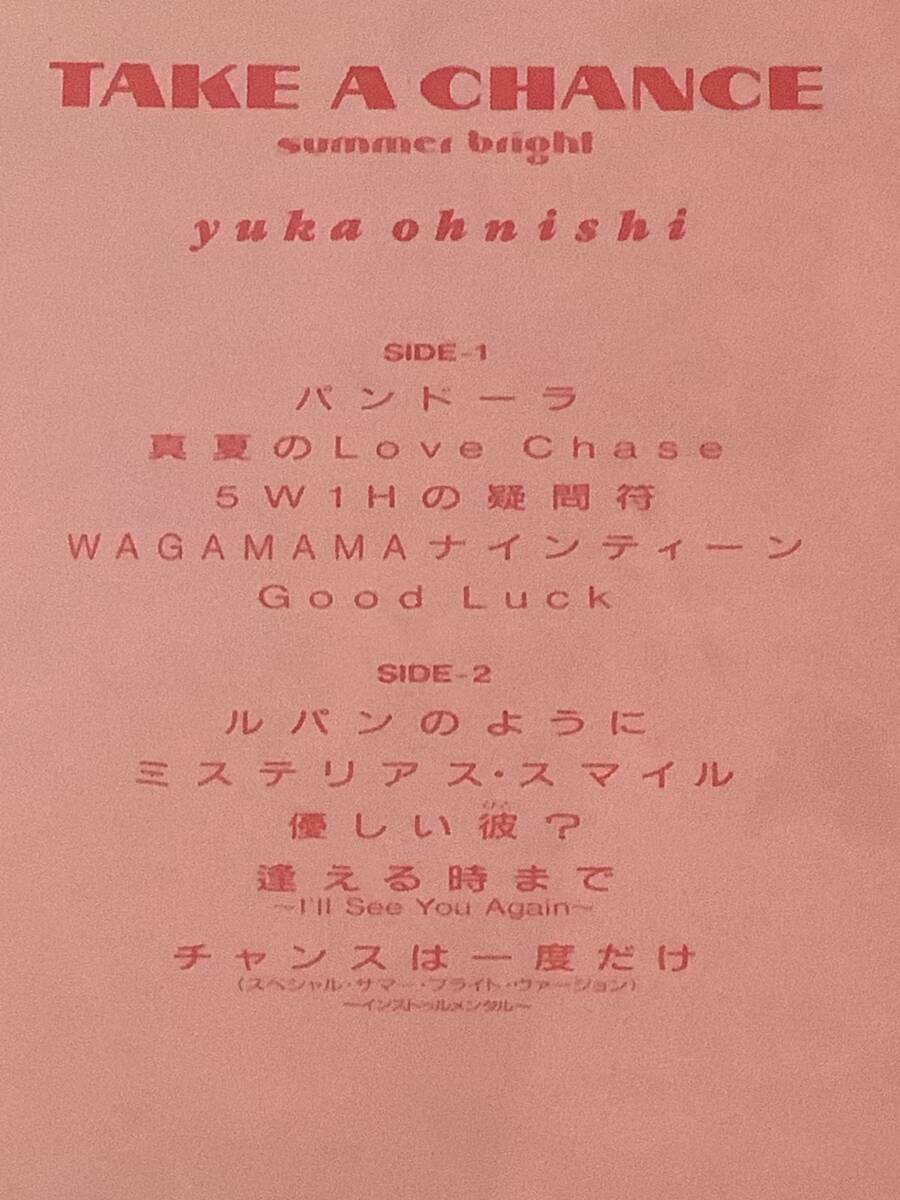 TAKE A CHANCE
summer bright
yuka ohnishi
SIDE-1
パンドーラ
真夏のLove Chase
5W1Hの疑問符
WAGAMAMAナインティーン
Good Luck
SIDE-2
ルパンのように
ミステリアス・スマイル
優しい彼?
逢える時まで
~I'll See You Again~
チャンスは一度だけ
(スペシャル・サマー・ブライト・ヴァージョン)
~インストゥルメンタル~